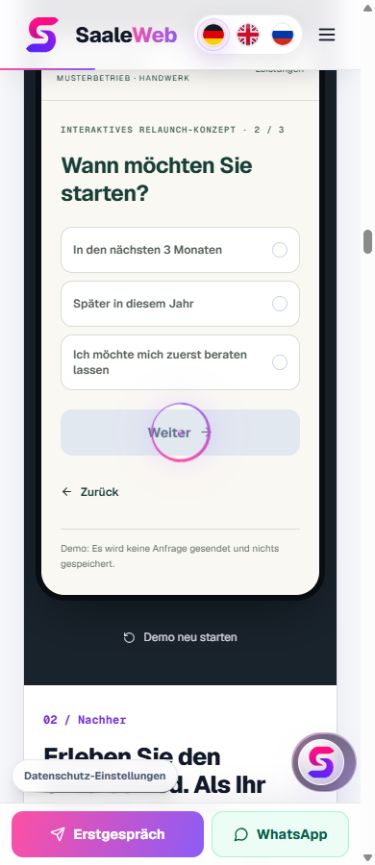 SaaleWeb
MUSTERBETRIEB · HANDWERK
Leistungen
INTERAKTIVES RELAUNCH-KONZEPT · 2 / 3
Wann möchten Sie
starten?
In den nächsten 3 Monaten
Später in diesem Jahr
Ich möchte mich zuerst beraten
lassen
Weiter →
← Zurück
Demo: Es wird keine Anfrage gesendet und nichts
gespeichert.
Demo neu starten
02 / Nachher
Erleben Sie den
d. Als Ihr
Datenschutz-Einstellungen
Erstgespräch
WhatsApp